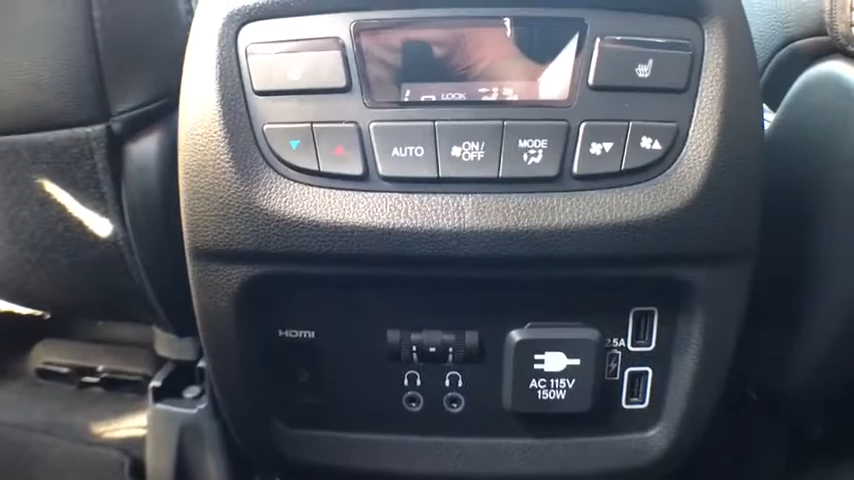 LOCK
AUTO
ON/
OFF
MODE
HDMI
2.5A
AC 115V
150W